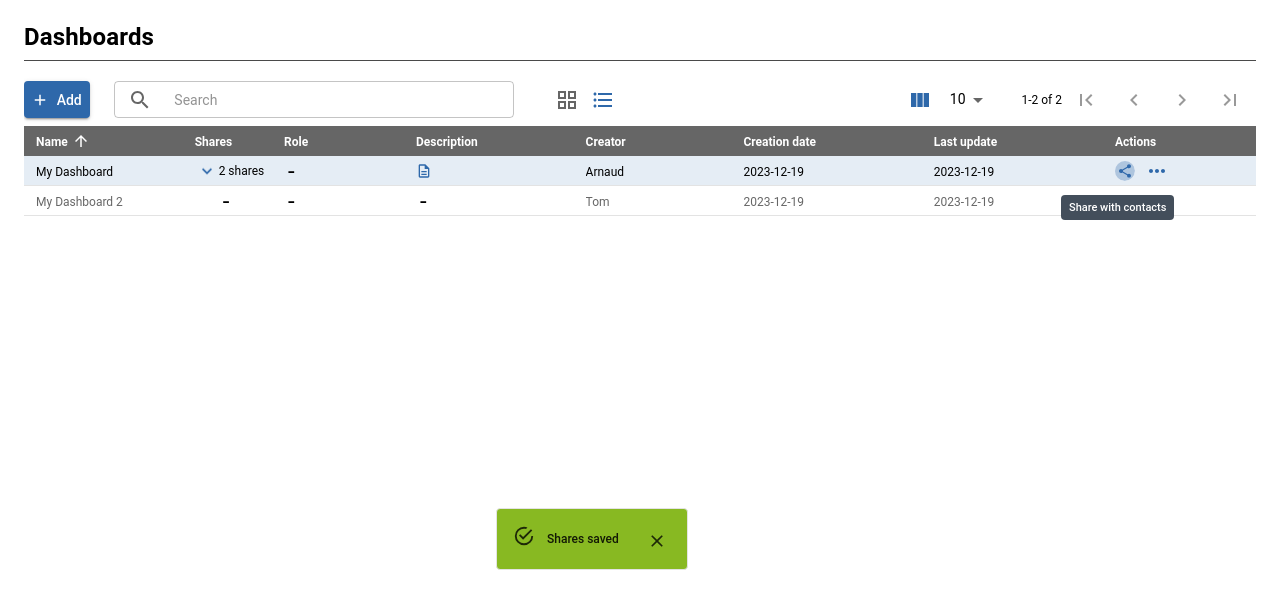 Dashboards
Add
Search
10
1-2 of 2
Name Shares Role Description Creator Creation date Last update Actions
My Dashboard 2 shares – Arnaud 2023-12-19 2023-12-19
My Dashboard 2 – – – Tom 2023-12-19 2023-12-19
Share with contacts
Shares saved